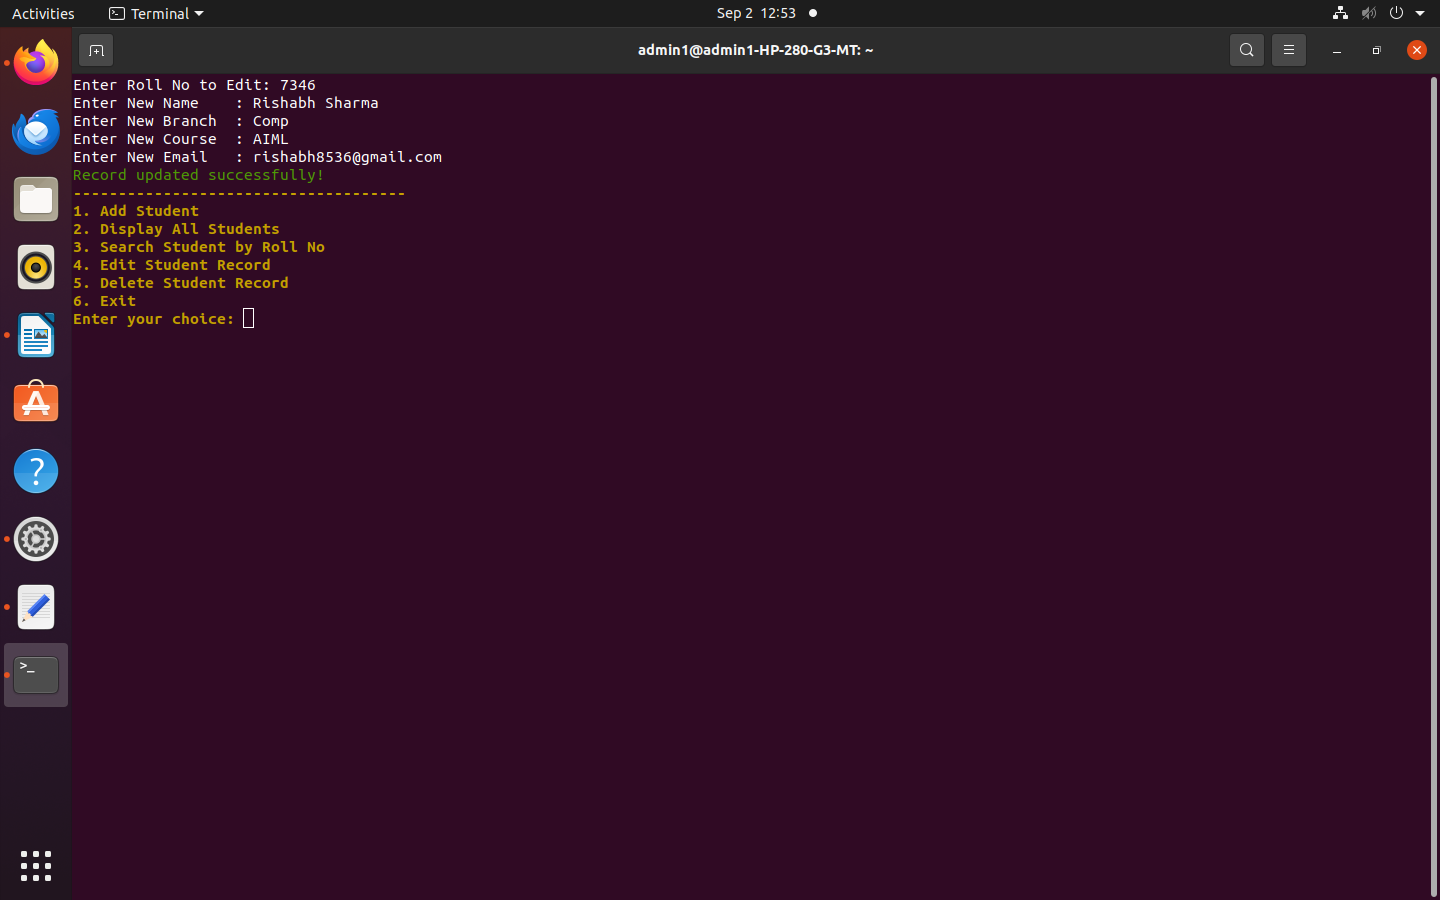 Activities Terminal Sep 2 12:53
admin1@admin1-HP-280-G3-MT: ~
Enter Roll No to Edit: 7346
Enter New Name    : Rishabh Sharma
Enter New Branch  : Comp
Enter New Course  : AIML
Enter New Email   : rishabh8536@gmail.com
Record updated successfully!
-------------------------------------
1. Add Student
2. Display All Students
3. Search Student by Roll No
4. Edit Student Record
5. Delete Student Record
6. Exit
Enter your choice: